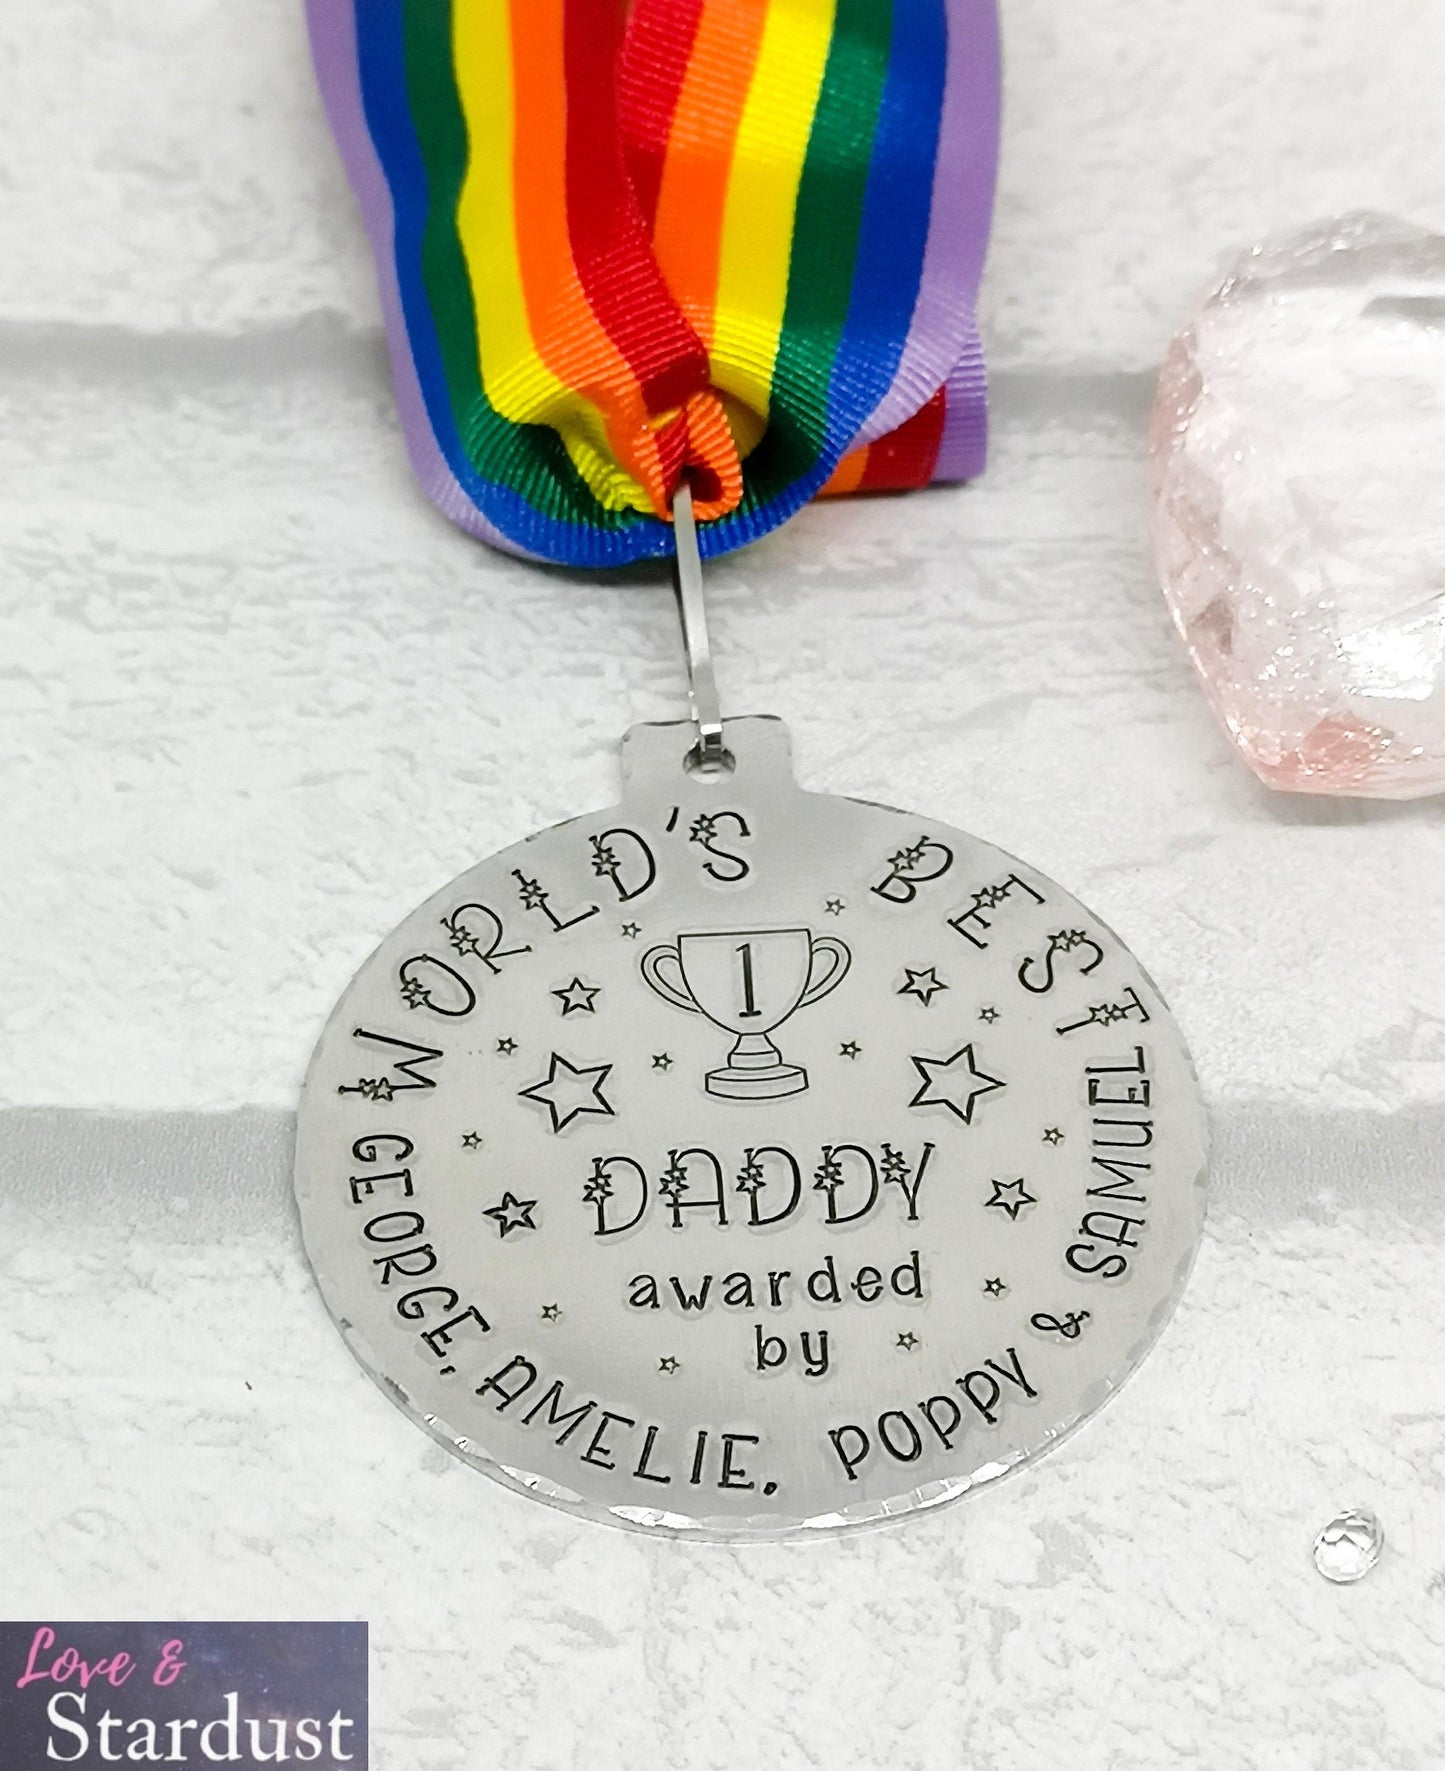 WORLD'S BEST
1
DADDY
awarded
by
GEORGE, AMELIE, POPPY & SAMUEL
Love &
Stardust